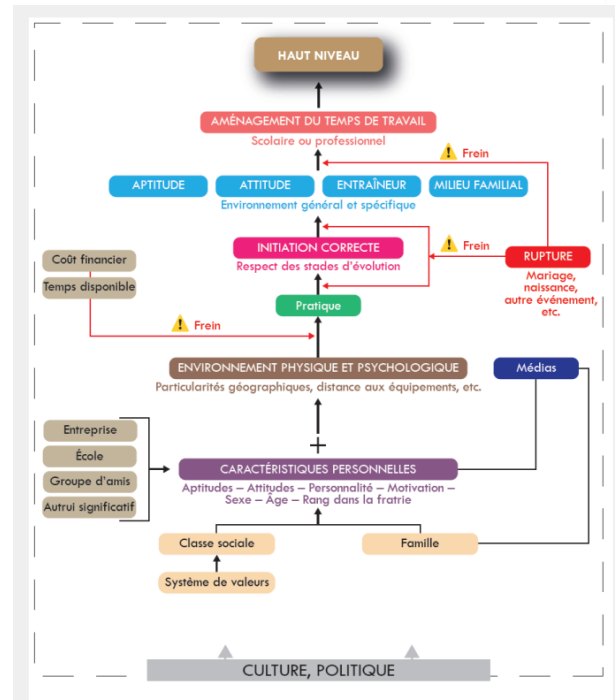 HAUT NIVEAU
AMÉNAGEMENT DU TEMPS DE TRAVAIL
Scolaire ou professionnel
Frein
APTITUDE
ATTITUDE
ENTRAÎNEUR
MILIEU FAMILIAL
Environnement général et spécifique
INITIATION CORRECTE
Respect des stades d'évolution
Frein
RUPTURE
Mariage,
naissance,
autre événement,
etc.
Coût financier
Temps disponible
Pratique
Frein
ENVIRONNEMENT PHYSIQUE ET PSYCHOLOGIQUE
Particularités géographiques, distance aux équipements, etc.
Médias
Entreprise
École
Groupe d'amis
Autrui significatif
CARACTÉRISTIQUES PERSONNELLES
Aptitudes – Attitudes – Personnalité – Motivation –
Sexe – Âge – Rang dans la fratrie
Classe sociale
Famille
Système de valeurs
CULTURE, POLITIQUE